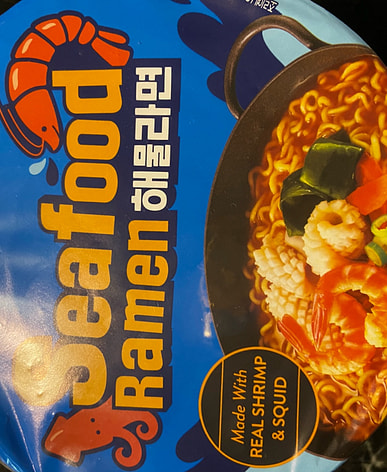 Seafood
Ramen 해물라면
Made With
REAL SHRIMP
& SQUID